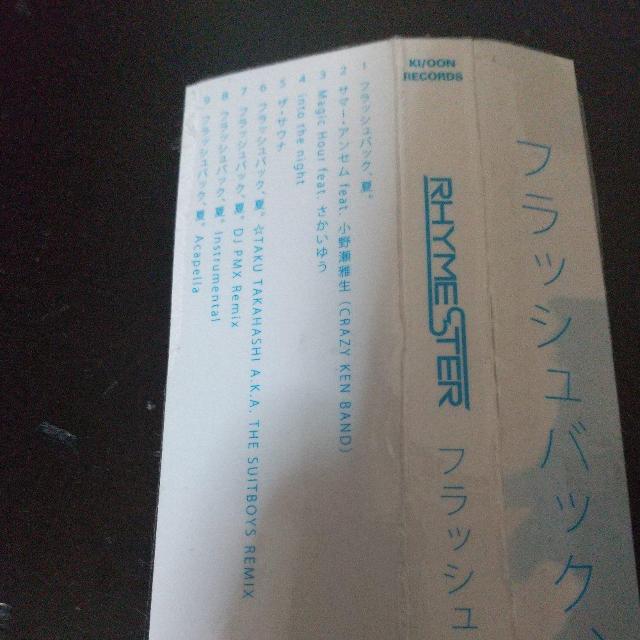 フラッシュバック、
KI/OON
RECORDS
RHYMESTER
フラッシュ
1 フラッシュバック、夏。
2 サマー・アンセム feat. 小野瀬雅生 (CRAZY KEN BAND)
3 Magic Hour feat. さかいゆう
4 into the night
5 ザ・サウナ
6 フラッシュバック、夏。 ☆TAKU TAKAHASHI A.K.A. THE SUITBOYS REMIX
7 フラッシュバック、夏。 DJ PMX Remix
8 フラッシュバック、夏。 Instrumental
9 フラッシュバック、夏。 Acapella